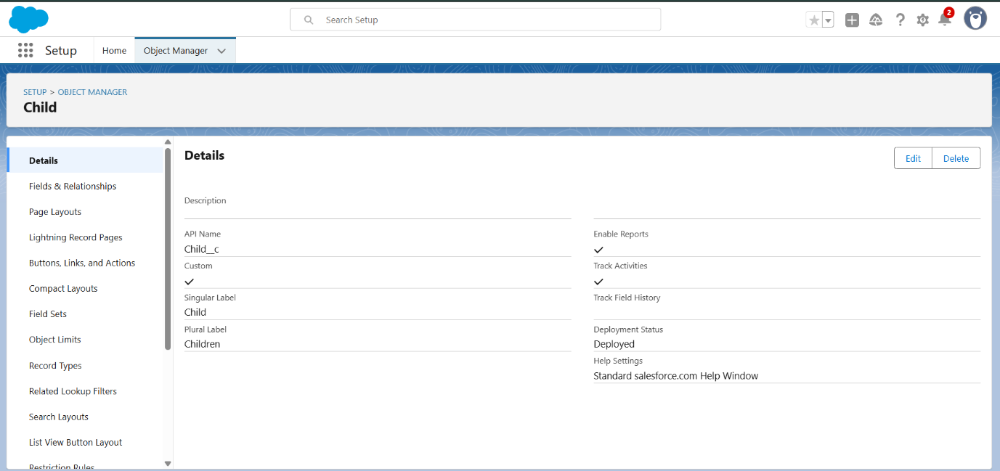 Search Setup
2
Setup
Home
Object Manager
SETUP > OBJECT MANAGER
Child
Details
Fields & Relationships
Page Layouts
Lightning Record Pages
Buttons, Links, and Actions
Compact Layouts
Field Sets
Object Limits
Record Types
Related Lookup Filters
Search Layouts
List View Button Layout
Restriction Rules
Details
Edit
Delete
Description
API Name
Child__c
Custom
Singular Label
Child
Plural Label
Children
Enable Reports
Track Activities
Track Field History
Deployment Status
Deployed
Help Settings
Standard salesforce.com Help Window